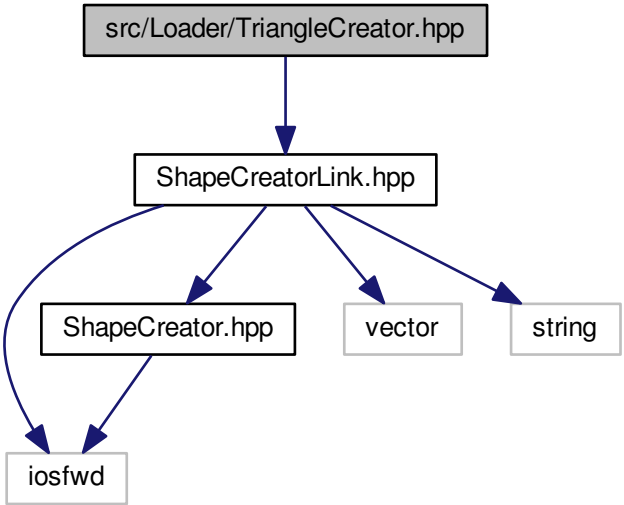 src/Loader/TriangleCreator.hpp
ShapeCreatorLink.hpp
ShapeCreator.hpp
vector
string
iosfwd